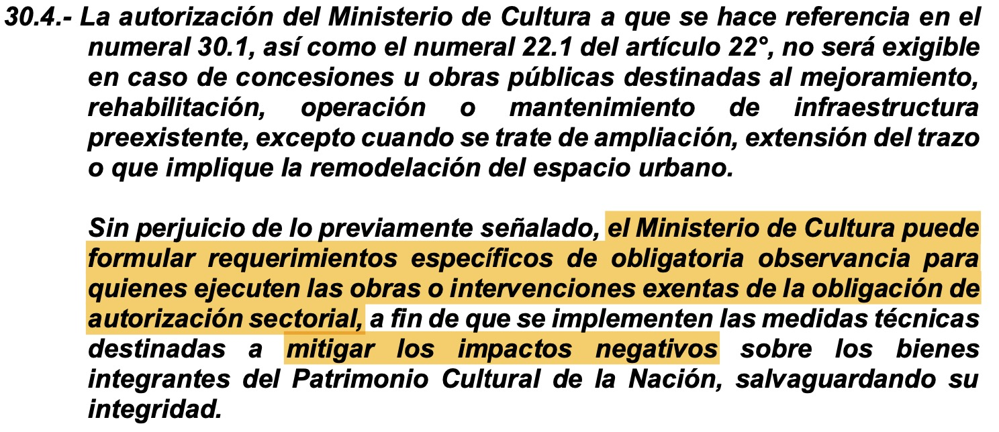 30.4.- La autorización del Ministerio de Cultura a que se hace referencia en el
numeral 30.1, así como el numeral 22.1 del artículo 22°, no será exigible
en caso de concesiones u obras públicas destinadas al mejoramiento,
rehabilitación, operación o mantenimiento de infraestructura
preexistente, excepto cuando se trate de ampliación, extensión del trazo
o que implique la remodelación del espacio urbano.
Sin perjuicio de lo previamente señalado, el Ministerio de Cultura puede
formular requerimientos específicos de obligatoria observancia para
quienes ejecuten las obras o intervenciones exentas de la obligación de
autorización sectorial, a fin de que se implementen las medidas técnicas
destinadas a mitigar los impactos negativos sobre los bienes
integrantes del Patrimonio Cultural de la Nación, salvaguardando su
integridad.